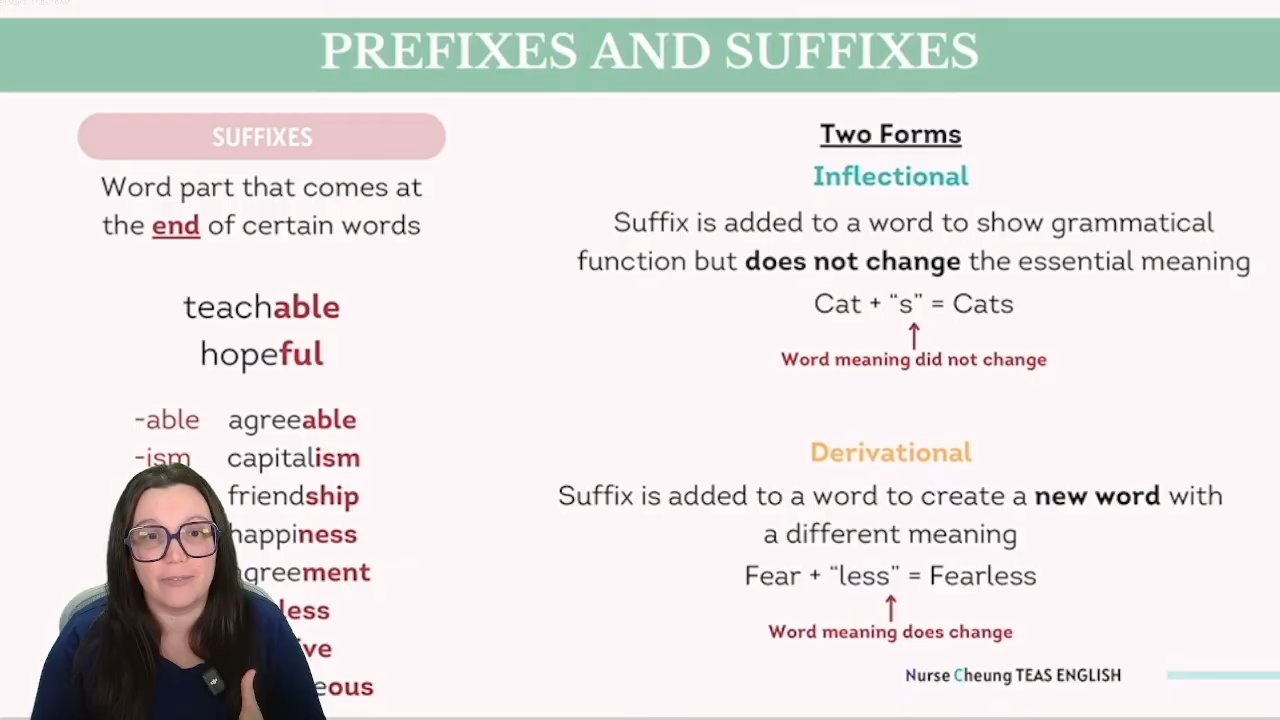 PREFIXES AND SUFFIXES
SUFFIXES
Word part that comes at
the end of certain words
teachable
hopeful
-able agreeable
-ism capitalism
friendship
happiness
agreement
less
ive
eous
Two Forms
Inflectional
Suffix is added to a word to show grammatical
function but does not change the essential meaning
Cat + “s” = Cats
Word meaning did not change
Derivational
Suffix is added to a word to create a new word with
a different meaning
Fear + “less” = Fearless
Word meaning does change
Nurse Cheung TEAS ENGLISH